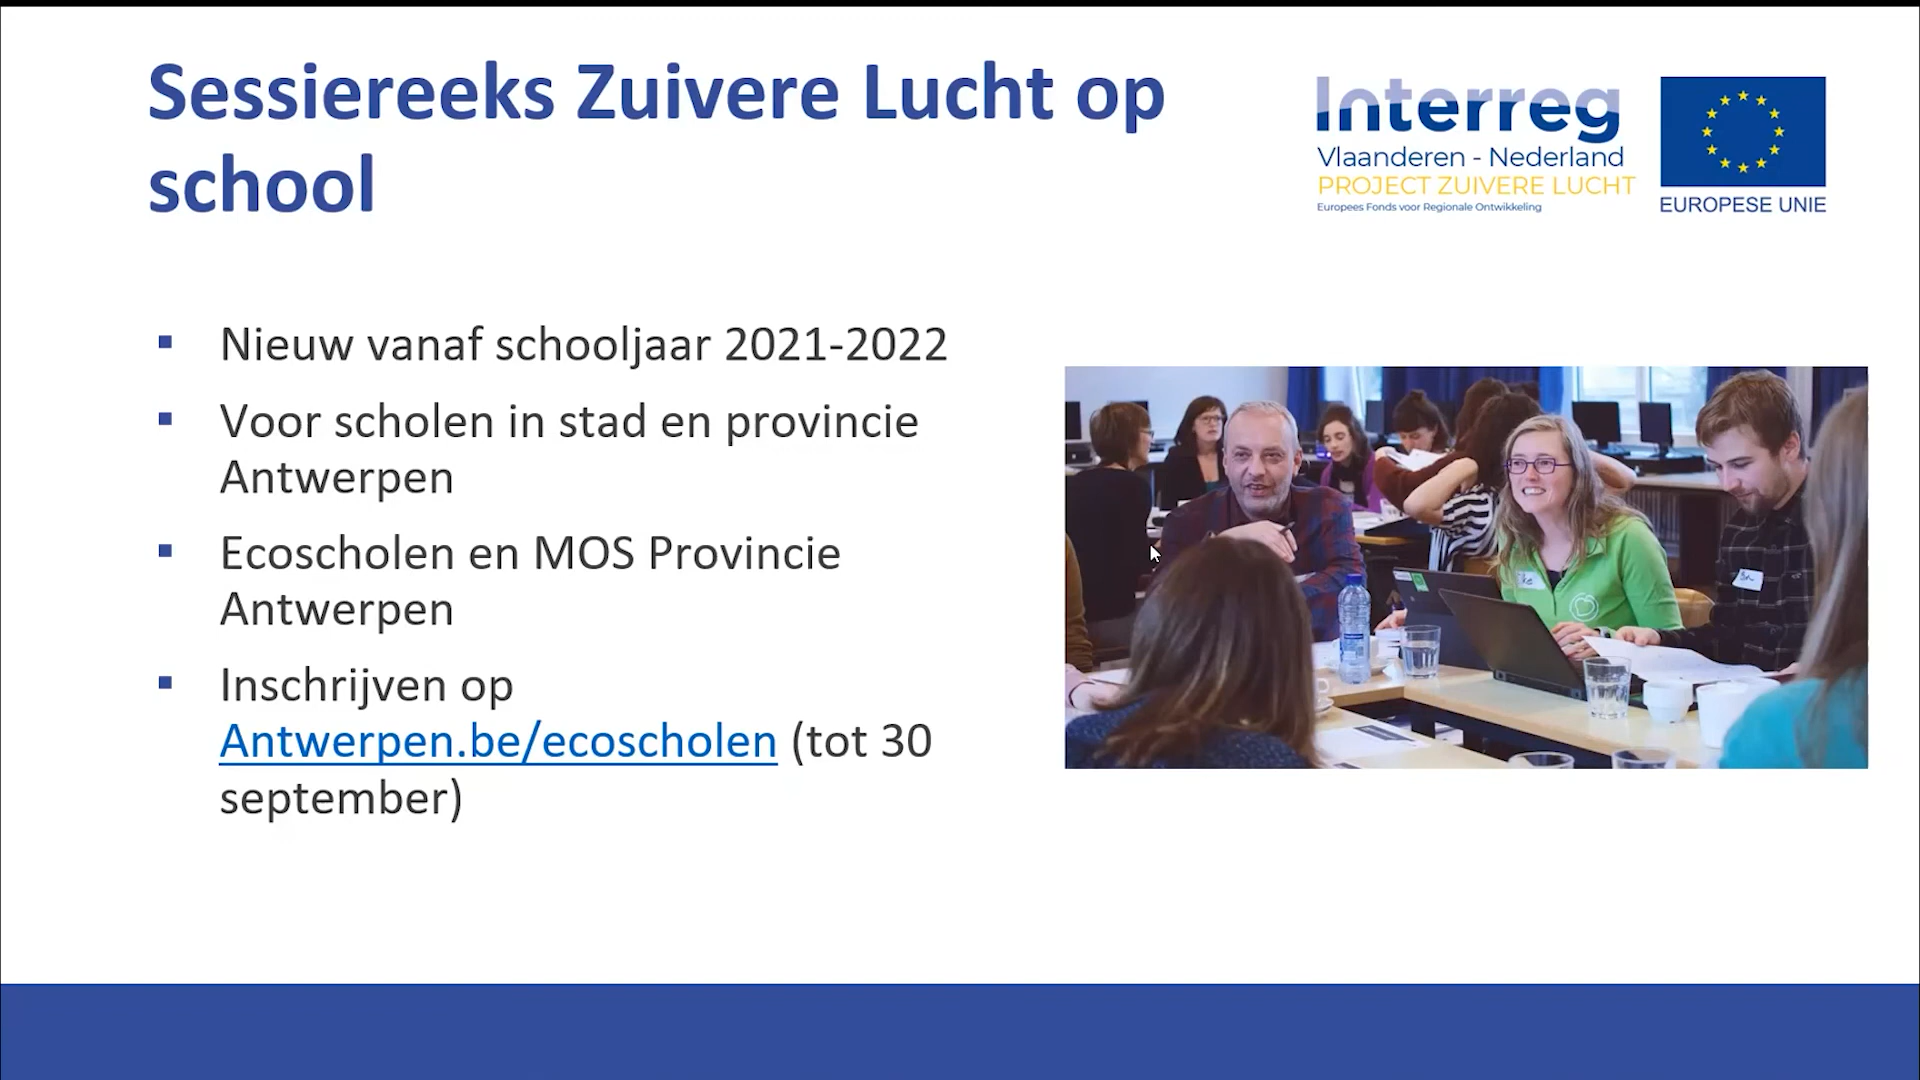 Sessiereeks Zuivere Lucht op
school
Interreg
Vlaanderen - Nederland
PROJECT ZUIVERE LUCHT
Europees Fonds voor Regionale Ontwikkeling
EUROPESE UNIE
Nieuw vanaf schooljaar 2021-2022
Voor scholen in stad en provincie
Antwerpen
Ecoscholen en MOS Provincie
Antwerpen
Inschrijven op
Antwerpen.be/ecoscholen (tot 30
september)